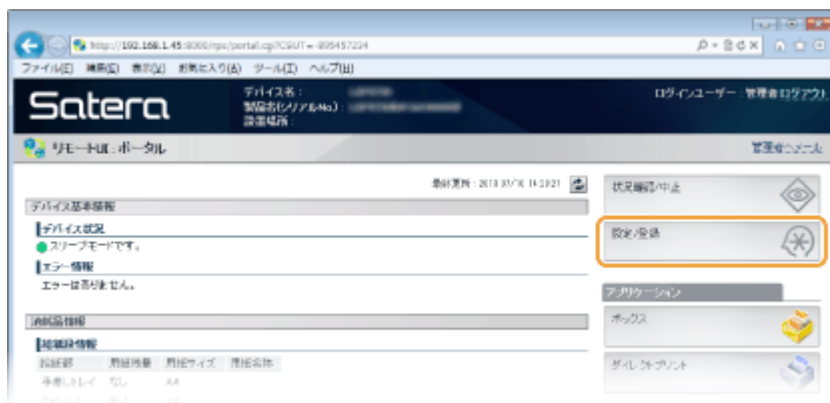 http://192.168.1.45:8000/rps/portal.cgi?CSUT=-895457224
ファイル(E) 編集(E) 表示(V) お気に入り(A) ツール(T) ヘルプ(H)
Satera
デバイス名 :
製品名(シリアルNo.) :
設置場所 :
ログインユーザー : 管理者 ログアウト
リモートUI : ポータル
管理者へメール
最終更新 :
デバイス基本情報
デバイス状況
スリープモードです。
エラー情報
エラーはありません。
消耗品情報
給紙段情報
給紙部 用紙残量 用紙サイズ 用紙名称
手差しトレイ なし A4
状況確認/中止
設定/登録
アプリケーション
ボックス
ダイレクトプリント